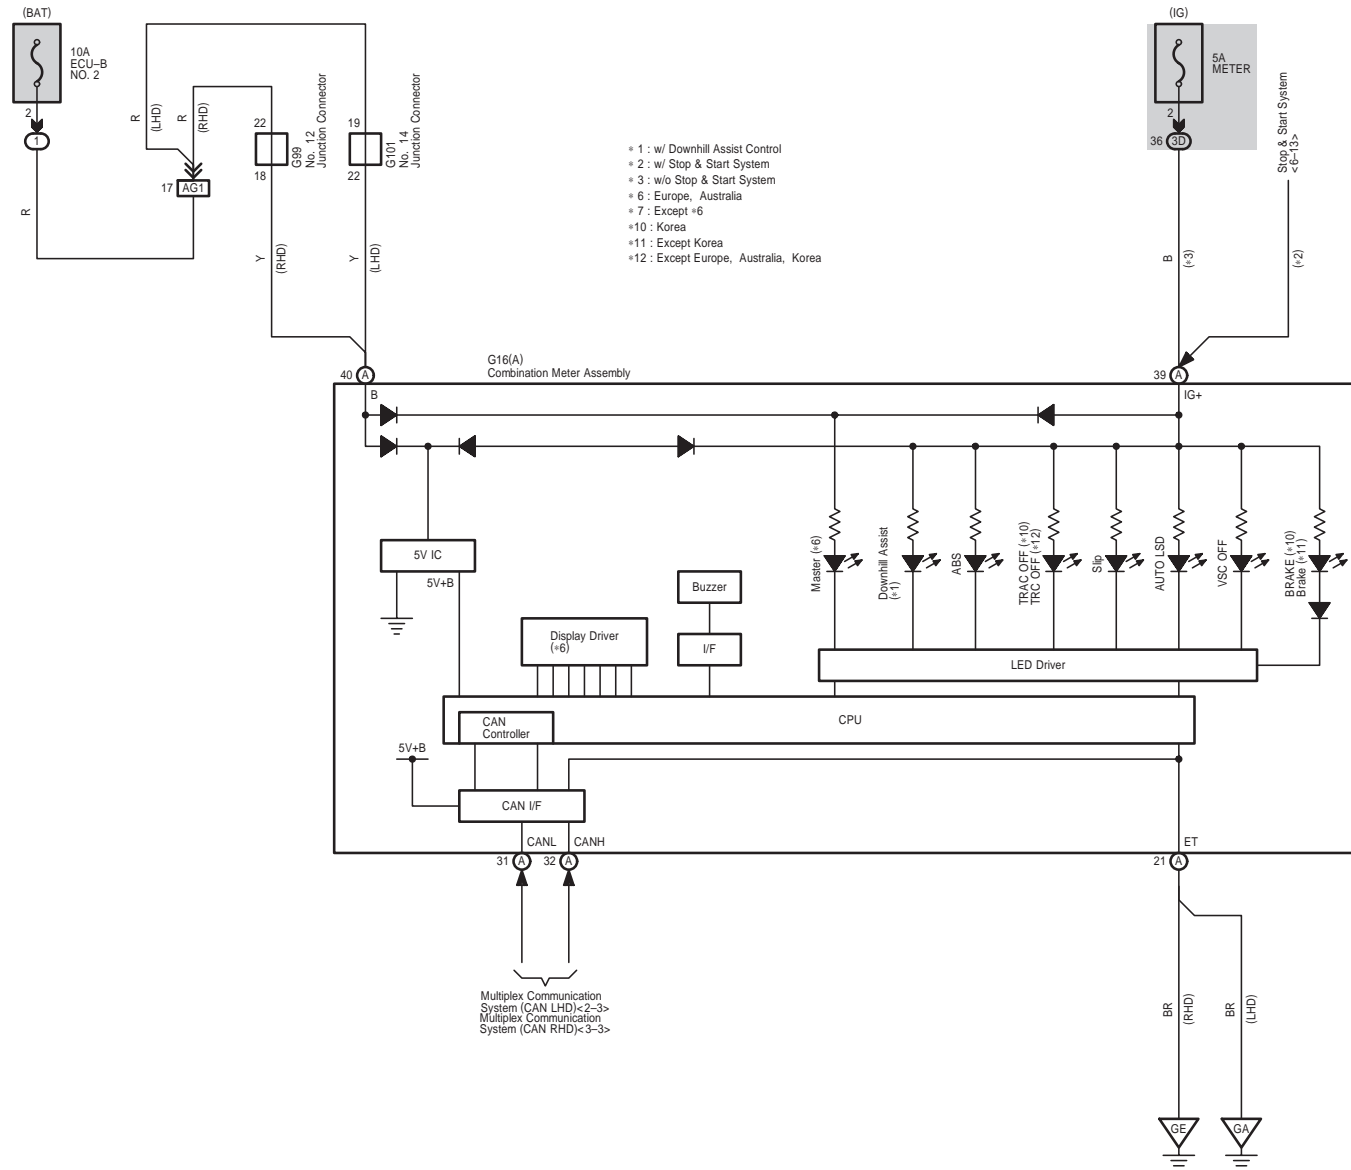 (BAT)
10A
ECU–B
NO. 2
2
1
R
R
(LHD)
R
(RHD)
17 AG1
22
18
G99
No. 12
Junction Connector
19
22
G101
No. 14
Junction Connector
Y
(RHD)
Y
(LHD)
∗ 1 : w/ Downhill Assist Control
∗ 2 : w/ Stop & Start System
∗ 3 : w/o Stop & Start System
∗ 6 : Europe, Australia
∗ 7 : Except ∗6
∗10 : Korea
∗11 : Except Korea
∗12 : Except Europe, Australia, Korea
(IG)
5A
METER
2
36 3D
B
(∗3)
Stop & Start System
<6–13>
(∗2)
G16(A)
Combination Meter Assembly
40 A
B
39 A
IG+
5V IC
5V+B
Display Driver
(∗6)
Buzzer
I/F
Master (∗6)
Downhill Assist
(∗1)
ABS
TRAC OFF (∗10)
TRC OFF (∗12)
Slip
AUTO LSD
VSC OFF
BRAKE (∗10)
Brake (∗11)
LED Driver
CPU
CAN
Controller
5V+B
CAN I/F
CANL
CANH
31 A
32 A
ET
21 A
Multiplex Communication
System (CAN LHD)<2–3>
Multiplex Communication
System (CAN RHD)<3–3>
BR
(RHD)
BR
(LHD)
GE
GA